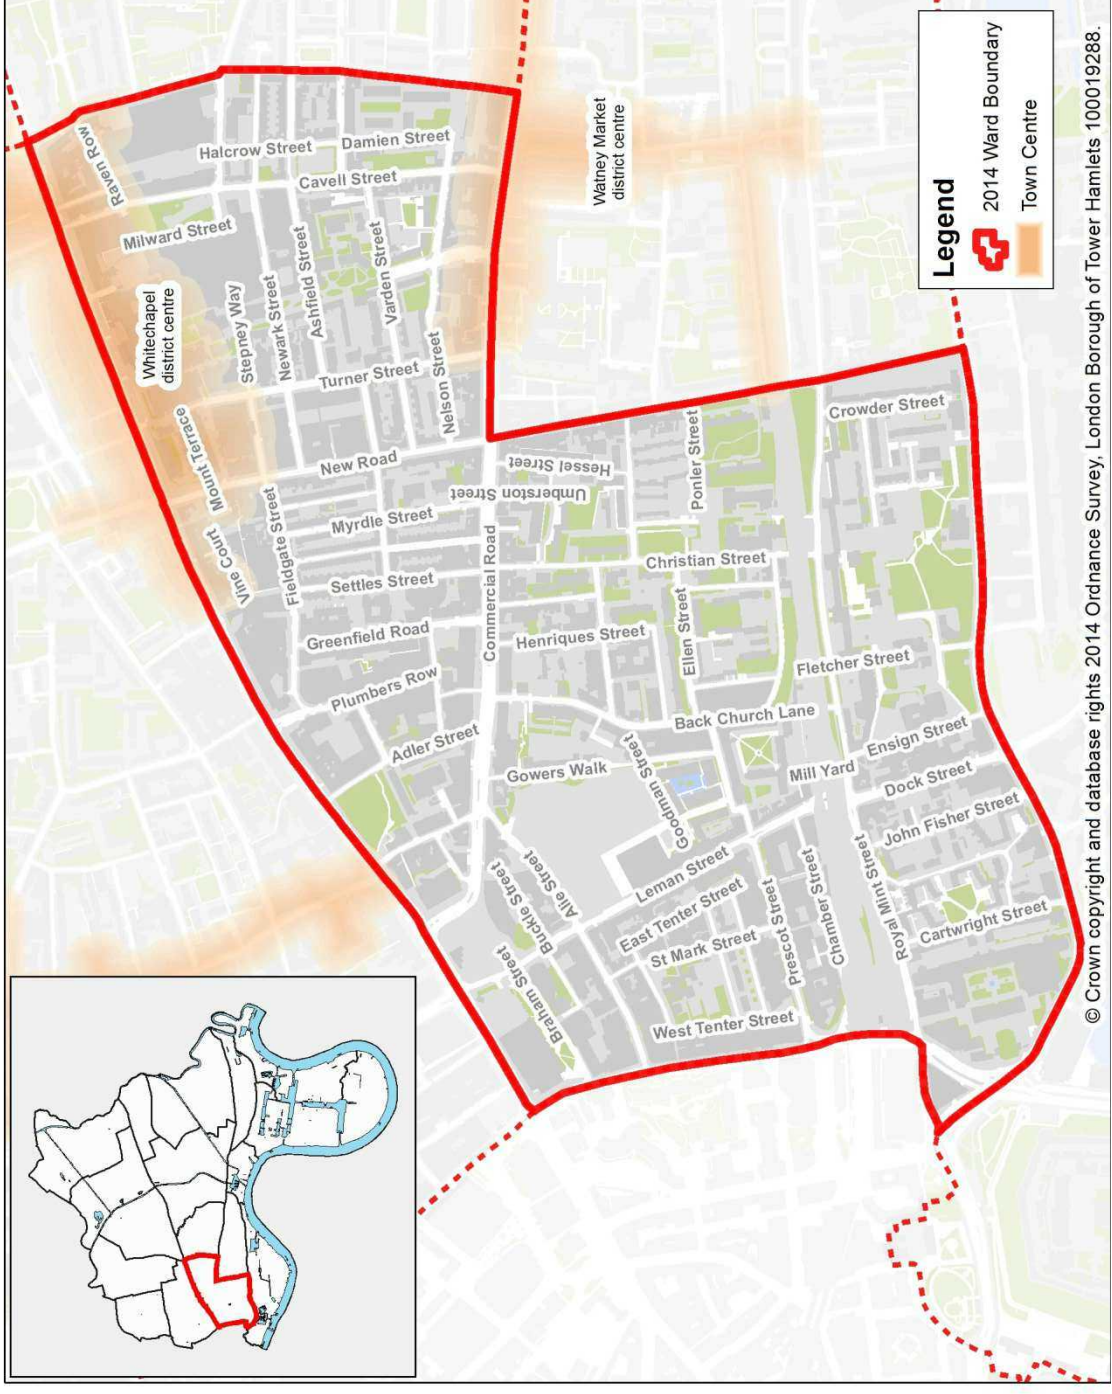 Raven Row
Halcrow Street
Damien Street
Cavell Street
Milward Street
Watney Market
district centre
Whitechapel
district centre
Stepney Way
Newark Street
Ashfield Street
Varden Street
Turner Street
Nelson Street
Mount Terrace
Vine Court
New Road
Fieldgate Street
Myrdle Street
Settles Street
Greenfield Road
Plumbers Row
Adler Street
Commercial Road
Umberston Street
Hessel Street
Ponler Street
Crowder Street
Christian Street
Henriques Street
Ellen Street
Fletcher Street
Back Church Lane
Gowers Walk
Goodman Street
Mill Yard
Ensign Street
Dock Street
John Fisher Street
Leman Street
Alie Street
Buckle Street
Braham Street
East Tenter Street
St Mark Street
Prescot Street
Chamber Street
Royal Mint Street
Cartwright Street
West Tenter Street
Legend
2014 Ward Boundary
Town Centre
© Crown copyright and database rights 2014 Ordnance Survey, London Borough of Tower Hamlets 100019288.